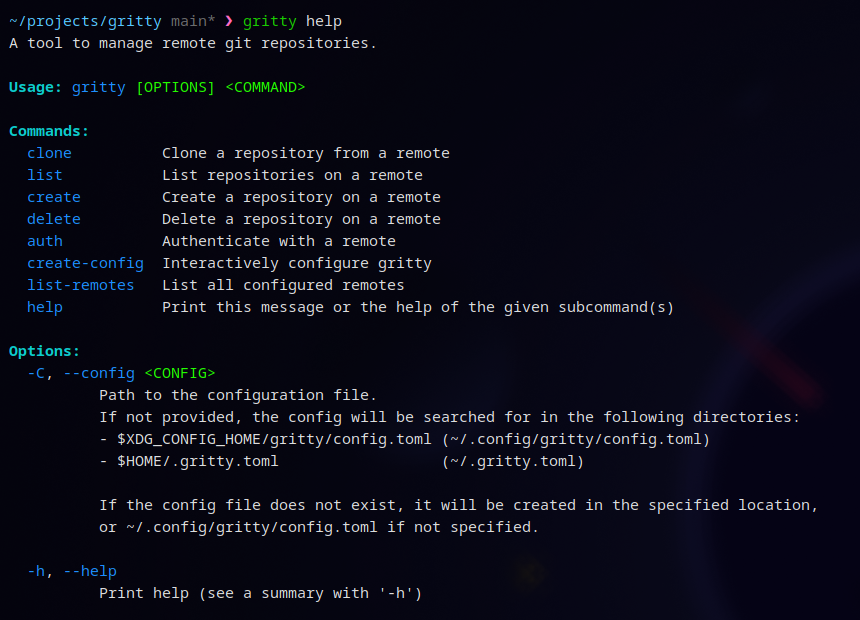 ~/projects/gritty main* ❯ gritty help
A tool to manage remote git repositories.

Usage: gritty [OPTIONS] <COMMAND>

Commands:
  clone          Clone a repository from a remote
  list           List repositories on a remote
  create         Create a repository on a remote
  delete         Delete a repository on a remote
  auth           Authenticate with a remote
  create-config  Interactively configure gritty
  list-remotes   List all configured remotes
  help           Print this message or the help of the given subcommand(s)

Options:
  -C, --config <CONFIG>
          Path to the configuration file.
          If not provided, the config will be searched for in the following directories:
          - $XDG_CONFIG_HOME/gritty/config.toml (~/.config/gritty/config.toml)
          - $HOME/.gritty.toml                  (~/.gritty.toml)

          If the config file does not exist, it will be created in the specified location,
          or ~/.config/gritty/config.toml if not specified.

  -h, --help
          Print help (see a summary with '-h')